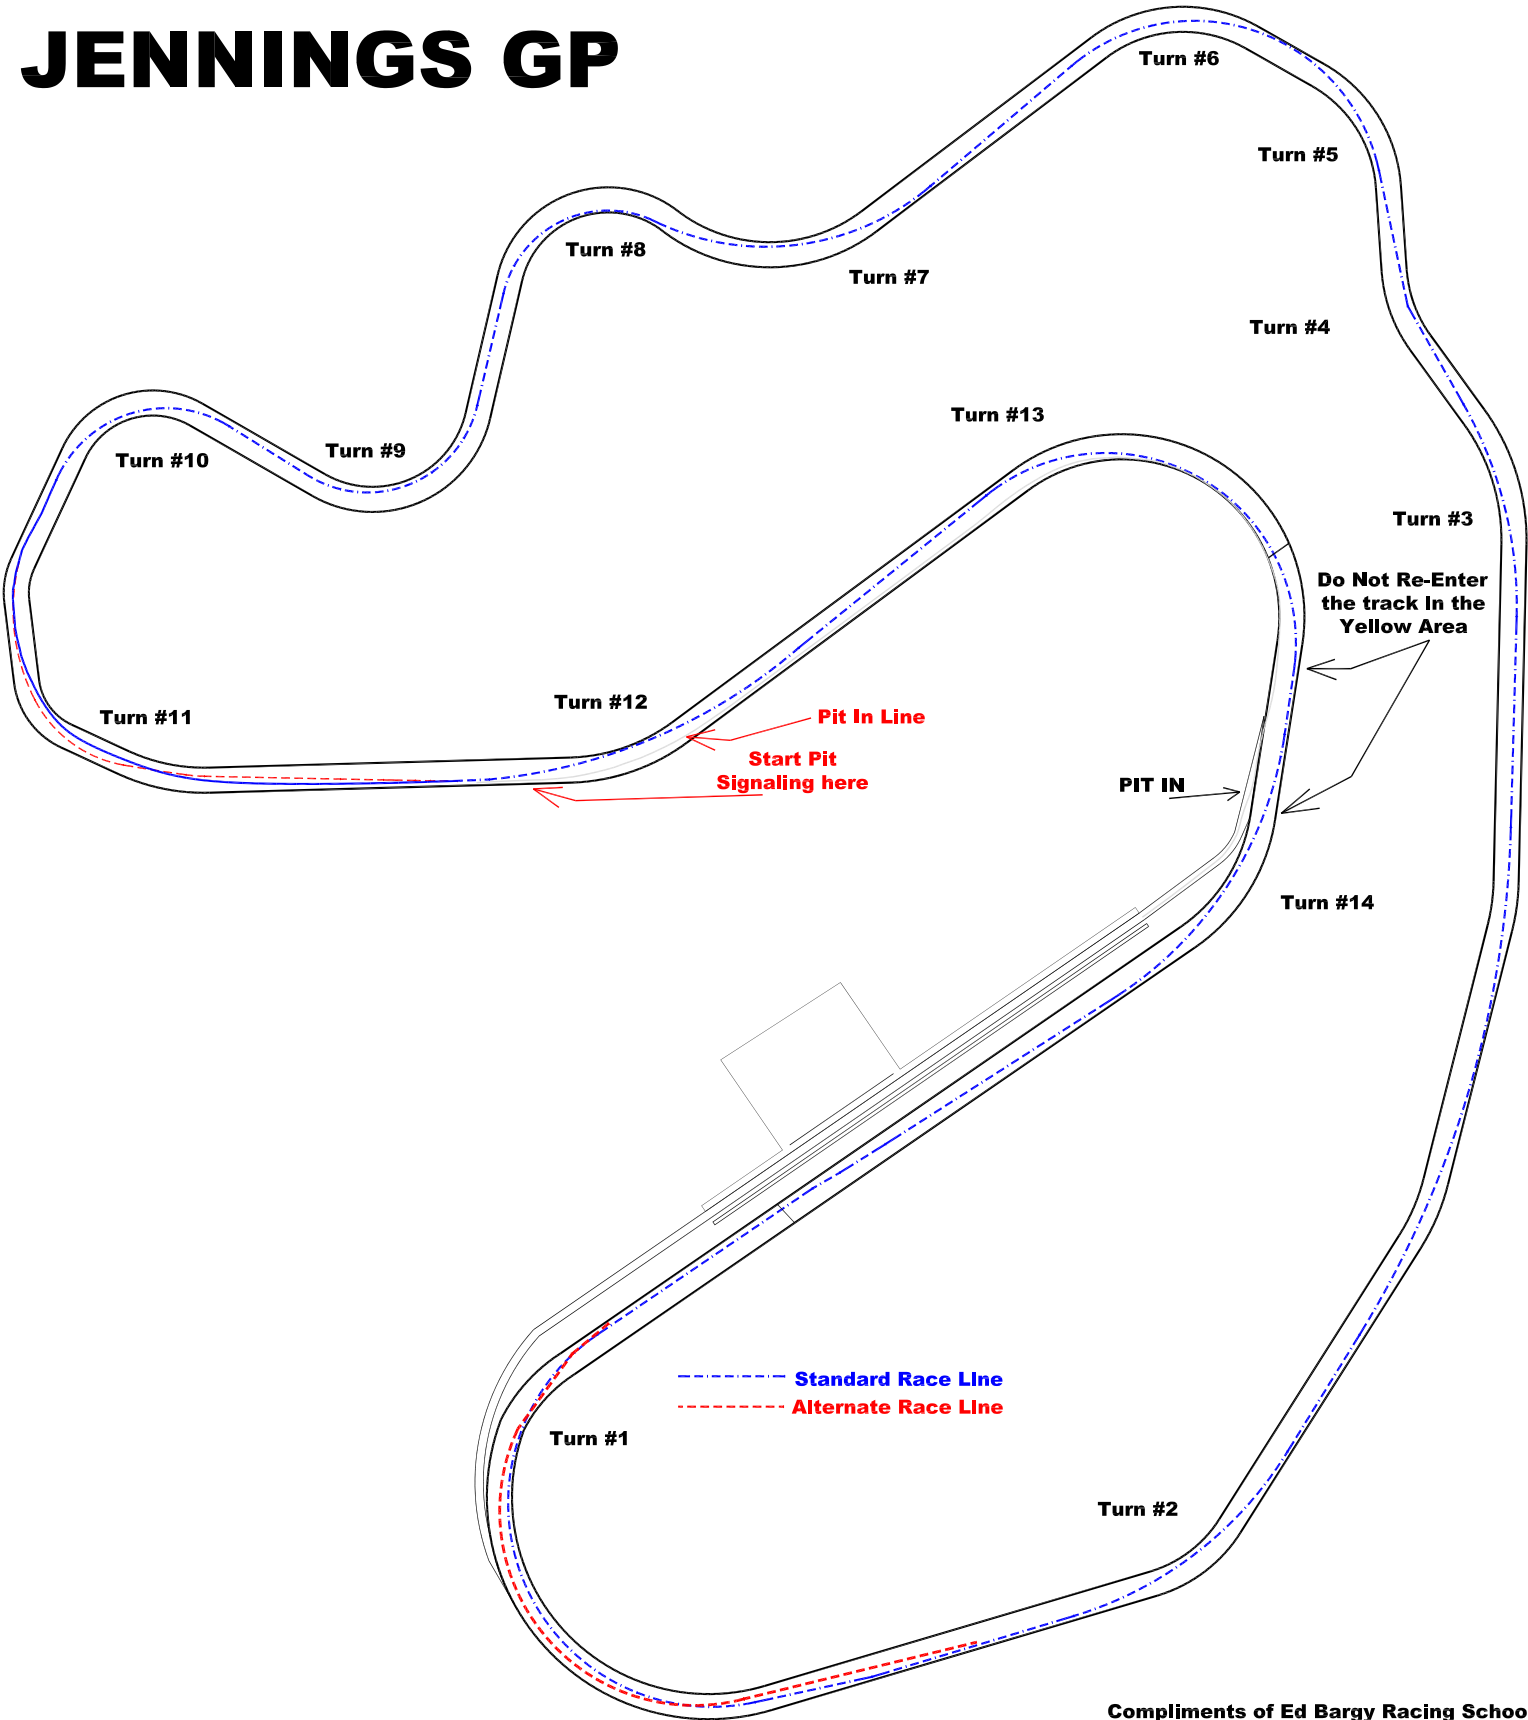 JENNINGS GP
Turn #6
Turn #5
Turn #8
Turn #7
Turn #4
Turn #13
Turn #9
Turn #10
Turn #3
Do Not Re-Enter
the track In the
Yellow Area
Turn #12
Turn #11
Pit In Line
Start Pit
Signaling here
PIT IN
Turn #14
Standard Race LIne
Alternate Race LIne
Turn #1
Turn #2
Compliments of Ed Bargy Racing Schoo